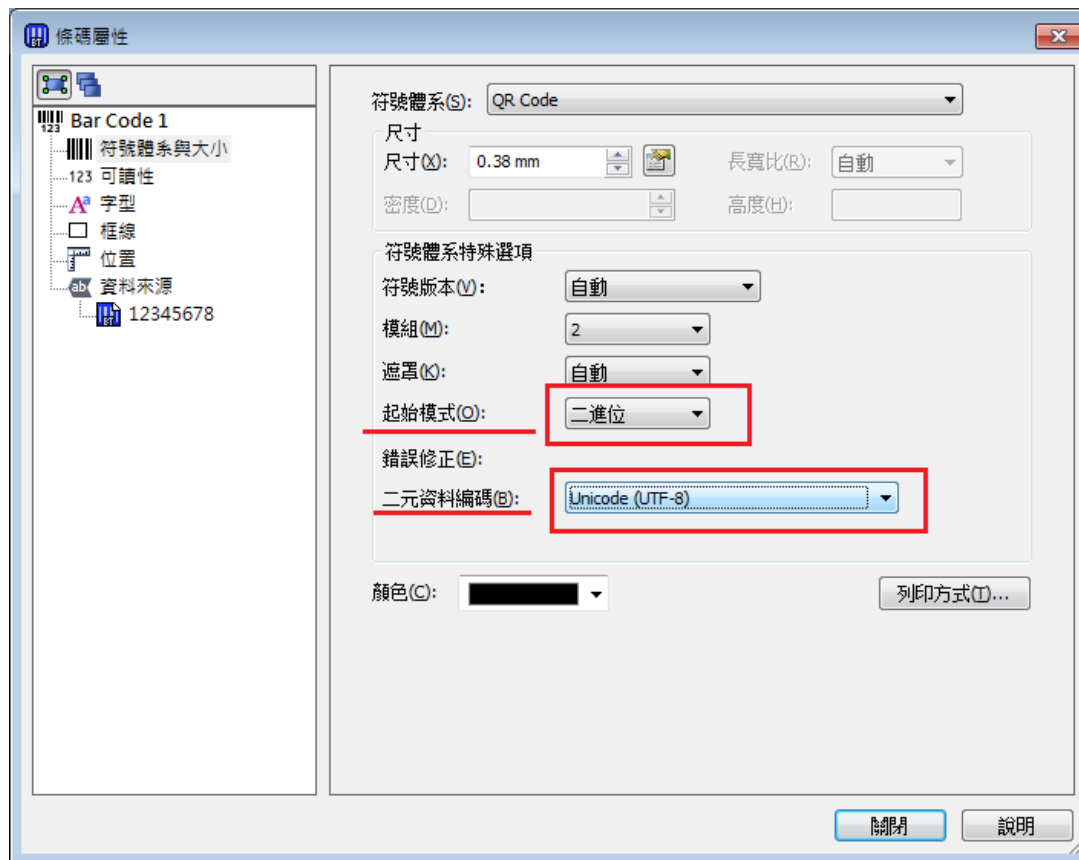 條碼屬性
Bar Code 1
符號體系與大小
123 可讀性
字型
框線
位置
資料來源
12345678
符號體系(S): QR Code
尺寸
尺寸(X): 0.38 mm 長寬比(R): 自動
密度(D): 高度(H):
符號體系特殊選項
符號版本(V): 自動
模組(M): 2
遮罩(K): 自動
起始模式(O): 二進位
錯誤修正(E):
二元資料編碼(B): Unicode (UTF-8)
顏色(C): 列印方式(T)...
關閉 說明